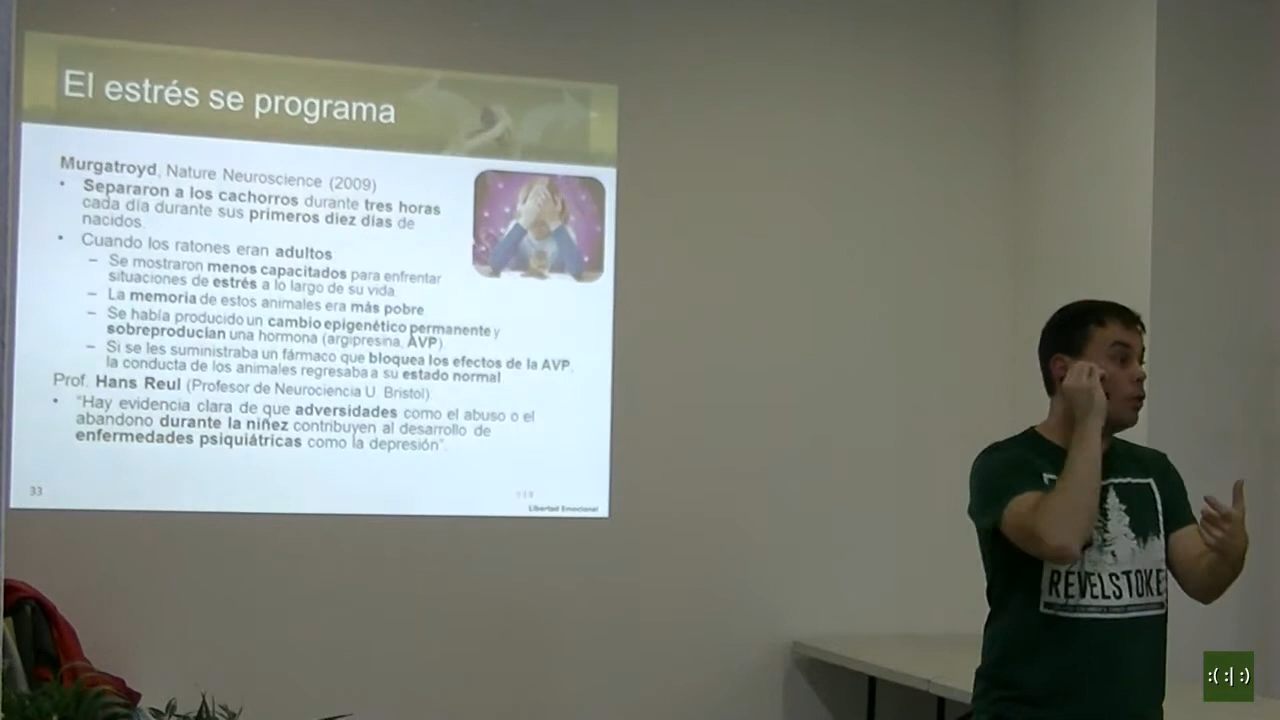 El estrés se programa
Murgatroyd, Nature Neuroscience (2009)
• Separaron a los cachorros durante tres horas
cada día durante sus primeros diez días de
nacidos.
• Cuando los ratones eran adultos
– Se mostraron menos capacitados para enfrentar
situaciones de estrés a lo largo de su vida.
– La memoria de estos animales era más pobre
– Se había producido un cambio epigenético permanente y
sobreproducían una hormona (argipresina, AVP)
– Si se les suministraba un fármaco que bloquea los efectos de la AVP,
la conducta de los animales regresaba a su estado normal
Prof. Hans Reul (Profesor de Neurociencia U. Bristol)
• “Hay evidencia clara de que adversidades como el abuso o el
abandono durante la niñez contribuyen al desarrollo de
enfermedades psiquiátricas como la depresión”.
33
Libertad Emocional
REVELSTOKE
:( :| :)